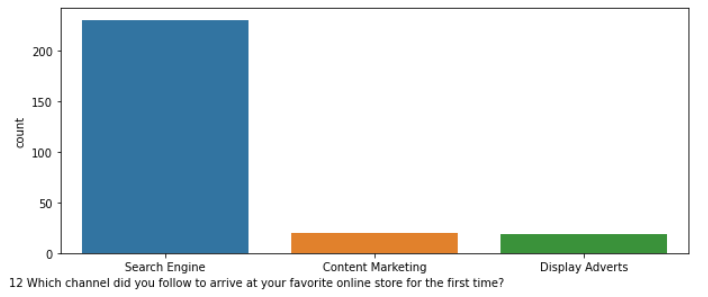 200
150
100
50
0
count
Search Engine Content Marketing Display Adverts
12 Which channel did you follow to arrive at your favorite online store for the first time?